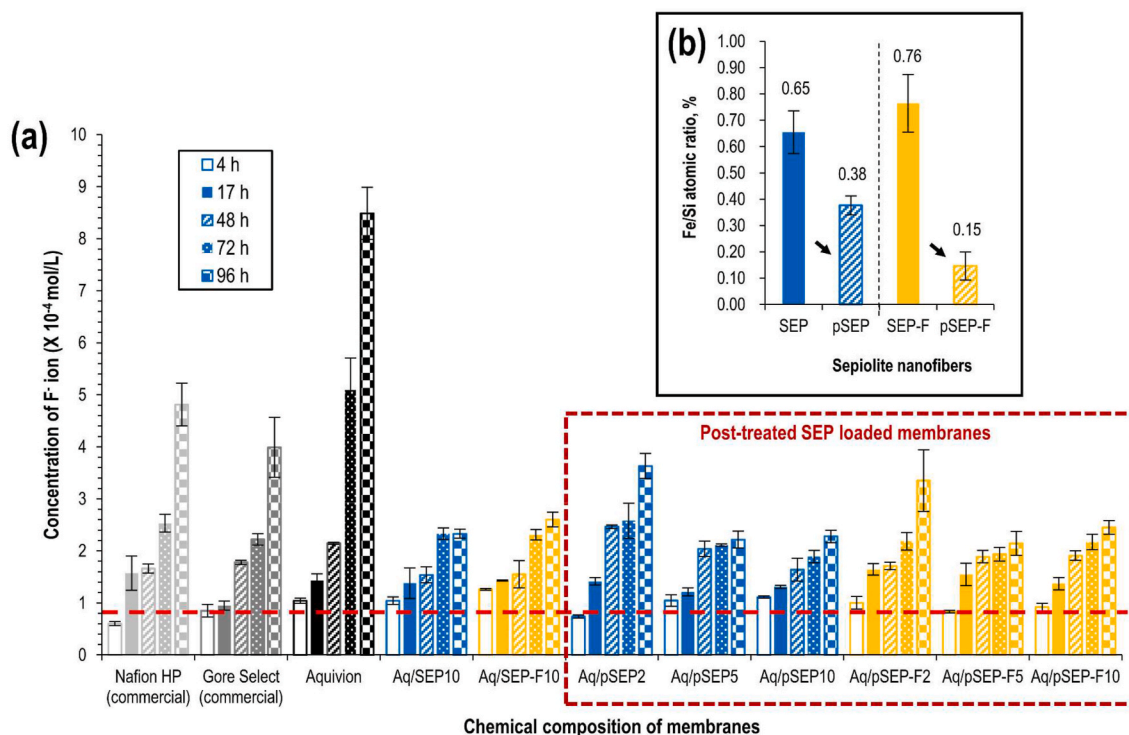 (a)
Concentration of F⁻ ion (X 10⁻⁴ mol/L)
10
9
8
7
6
5
4
3
2
1
0
4 h
17 h
48 h
72 h
96 h
Nafion HP
(commercial)
Gore Select
(commercial)
Aquivion
Aq/SEP10
Aq/SEP-F10
Aq/pSEP2
Aq/pSEP5
Aq/pSEP10
Aq/pSEP-F2
Aq/pSEP-F5
Aq/pSEP-F10
Chemical composition of membranes
Post-treated SEP loaded membranes
(b)
Fe/Si atomic ratio, %
1.00
0.90
0.80
0.70
0.60
0.50
0.40
0.30
0.20
0.10
0.00
0.65
0.38
0.76
0.15
SEP
pSEP
SEP-F
pSEP-F
Sepiolite nanofibers